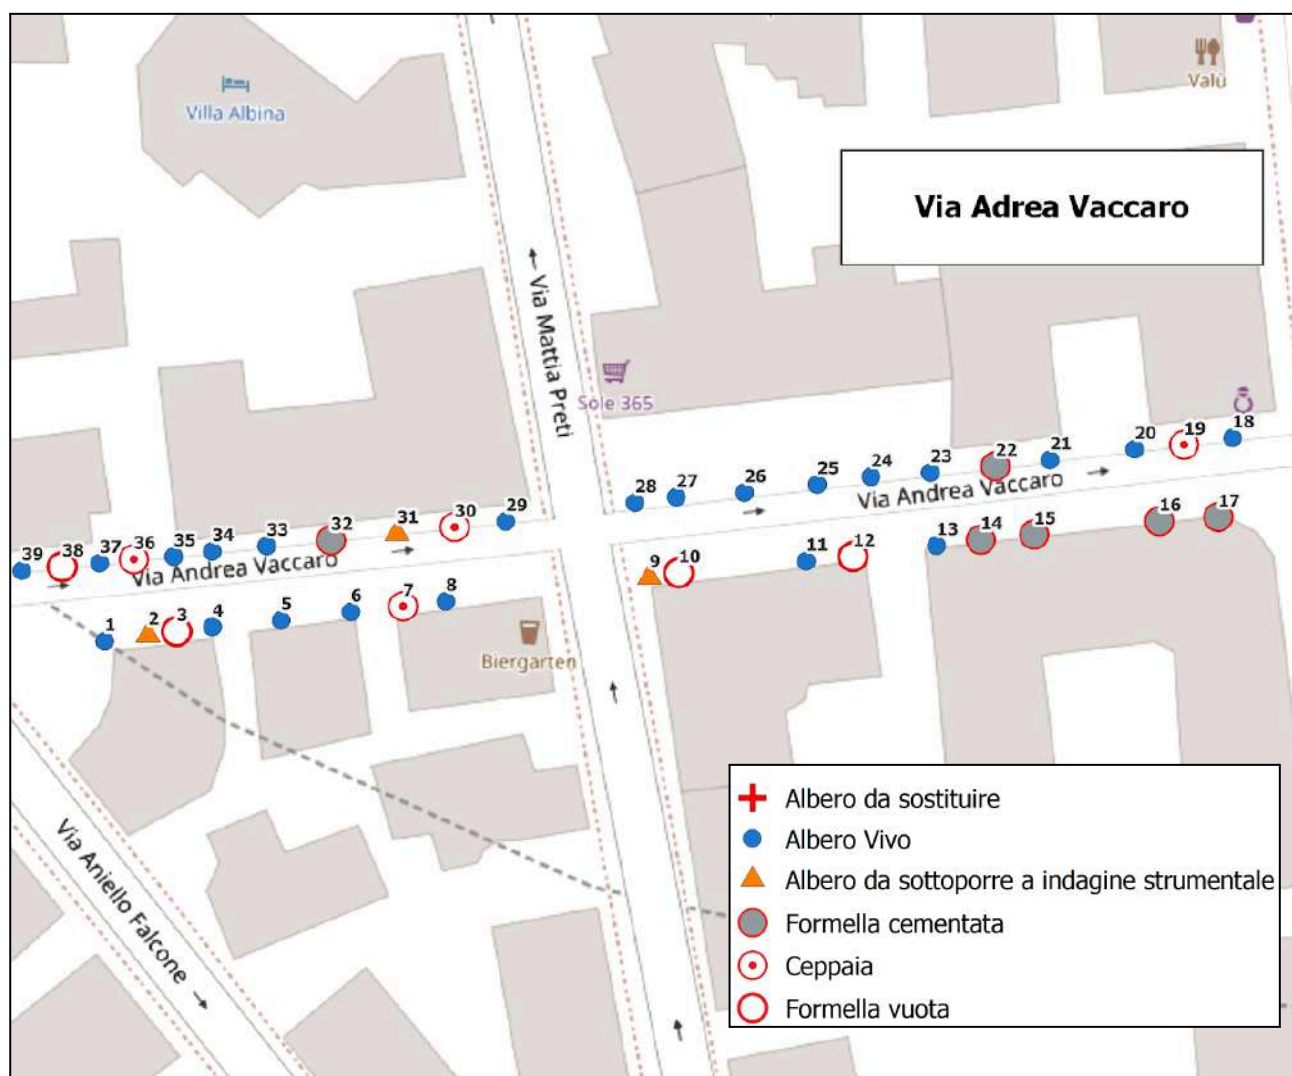 Valù
Villa Albina
Via Adrea Vaccaro
Via Mattia Preti
Sole 365
18
19
20
21
22
23
24
25
26
27
28
Via Andrea Vaccaro
29
30
31
32
33
34
35
36
37
38
39
Via Andrea Vaccaro
17
16
15
14
13
12
11
10
9
8
7
6
5
4
3
2
1
Biergarten
Via Aniello Falcone
Albero da sostituire
Albero Vivo
Albero da sottoporre a indagine strumentale
Formella cementata
Ceppaia
Formella vuota